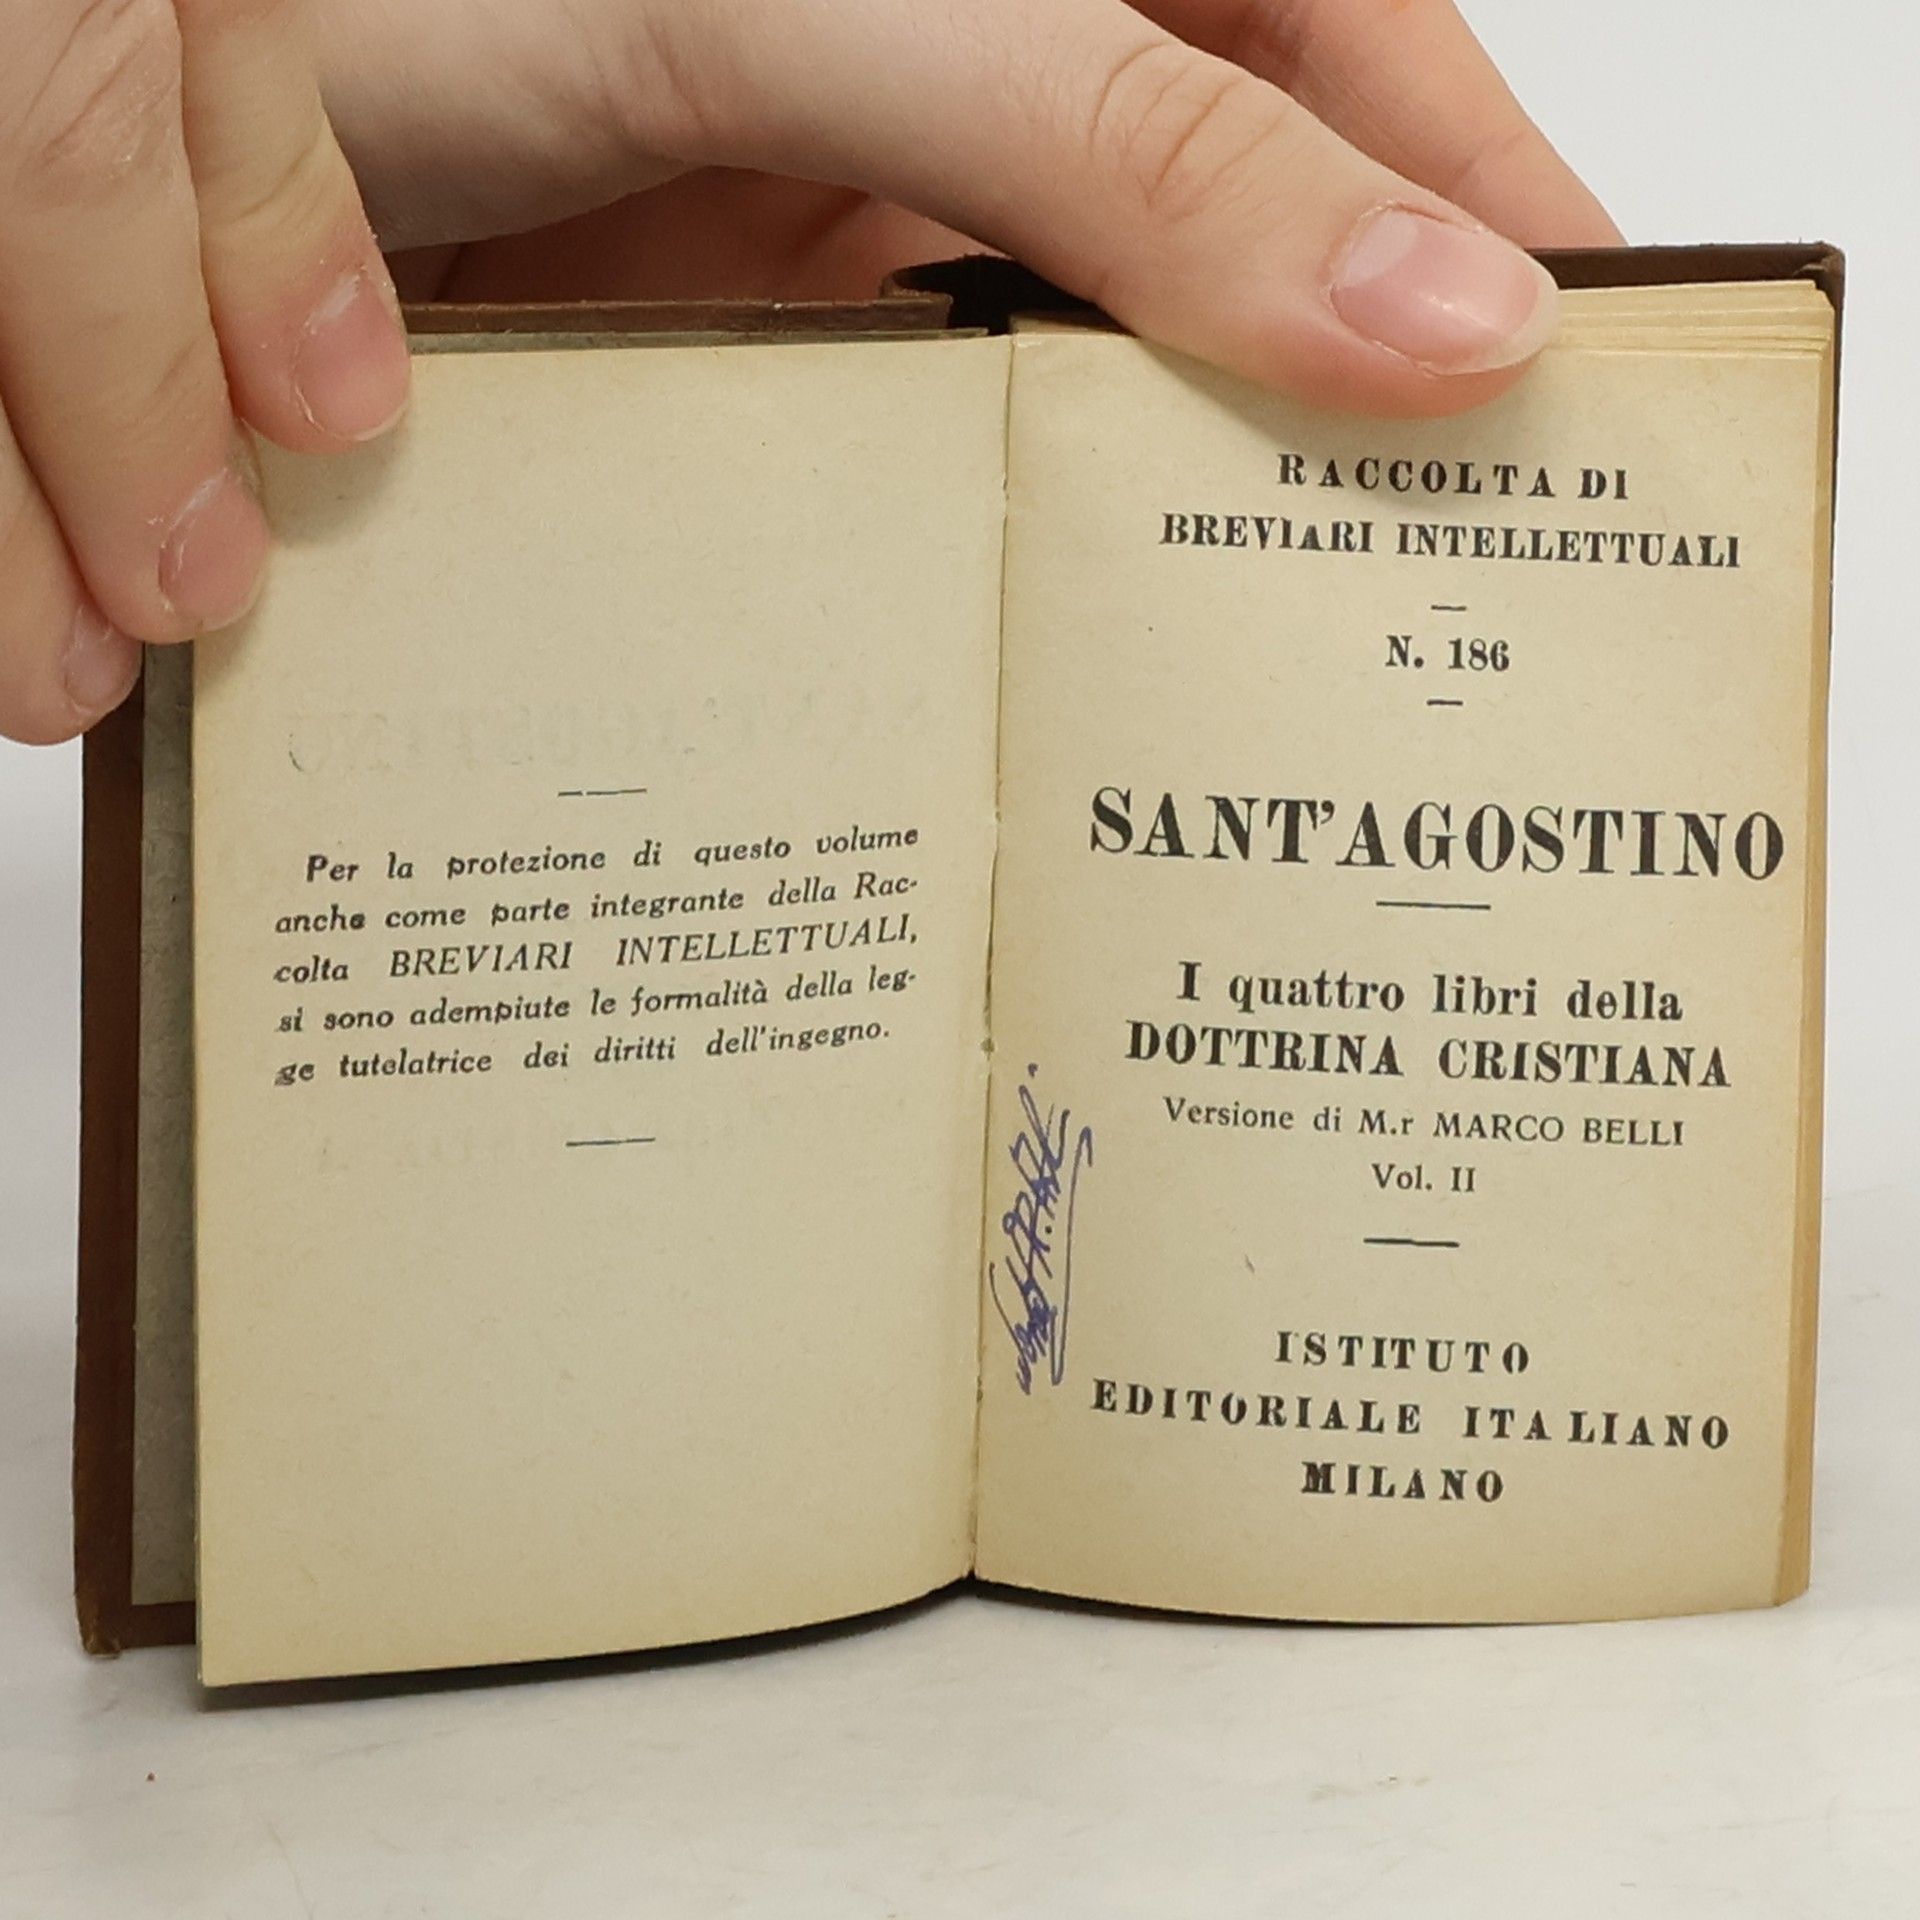 Per la protezione di questo volume
anche come parte integrante della Rac-
colta BREVIARI INTELLETTUALI,
si sono adempiute le formalità della leg-
ge tutelatrice dei diritti dell'ingegno.
RACCOLTA DI
BREVIARI INTELLETTUALI
N. 186
SANT'AGOSTINO
I quattro libri della
DOTTRINA CRISTIANA
Versione di M.r MARCO BELLI
Vol. II
ISTITUTO
EDITORIALE ITALIANO
MILANO